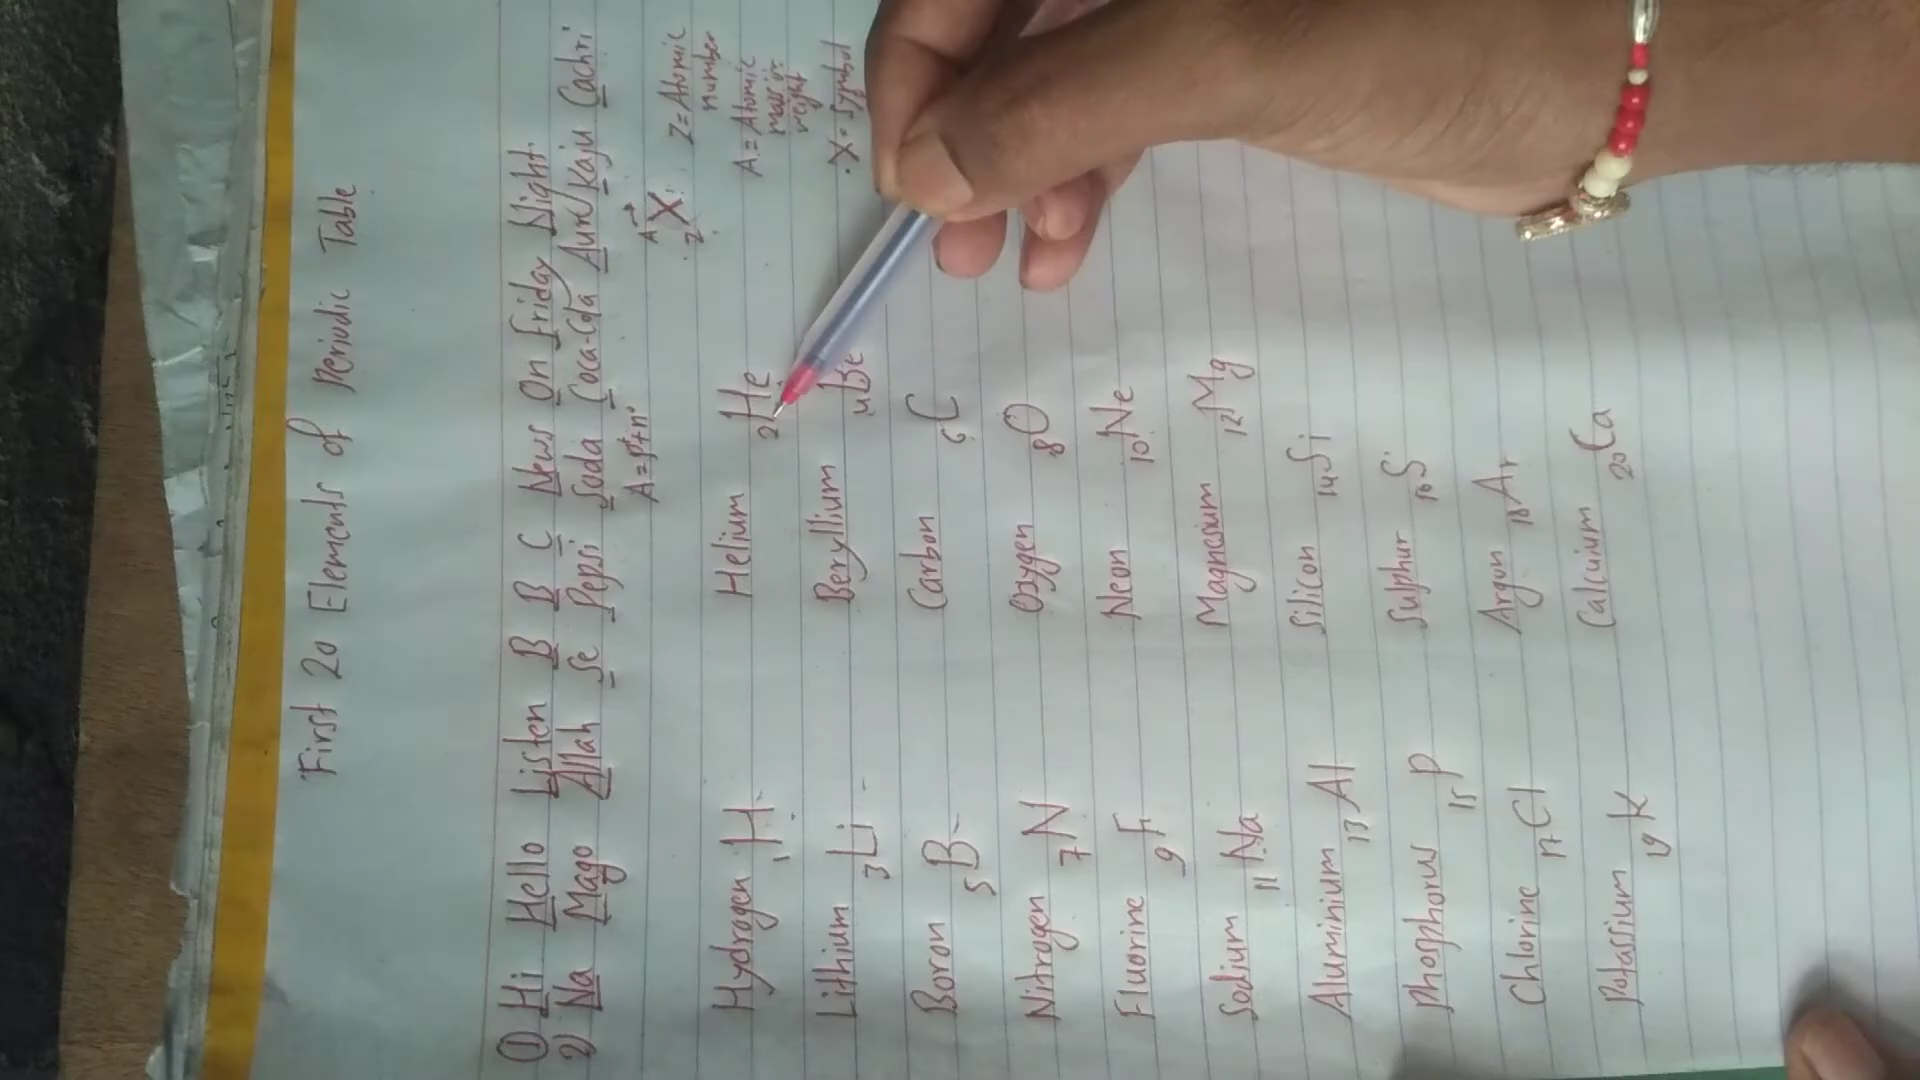 First 20 Elements of Periodic Table
① Hi Hello Listen B B C News On Friday Night.
2) Na Mago Allah Se Pepsi Soda Coca-Cola Aur Kaju Cachri
A = p+n°
A
Z X
Z = Atomic number
A = Atomic mass or weight
X = Symbol
Hydrogen 1H Helium 2He
Lithium 3Li Beryllium 4Be
Boron 5B Carbon 6C
Nitrogen 7N Oxygen 8O
Fluorine 9F Neon 10Ne
Sodium 11Na Magnesium 12Mg
Aluminium 13Al Silicon 14Si
Phosphorus 15P Sulphur 16S
Chlorine 17Cl Argon 18Ar
Potassium 19K Calcuium 20Ca